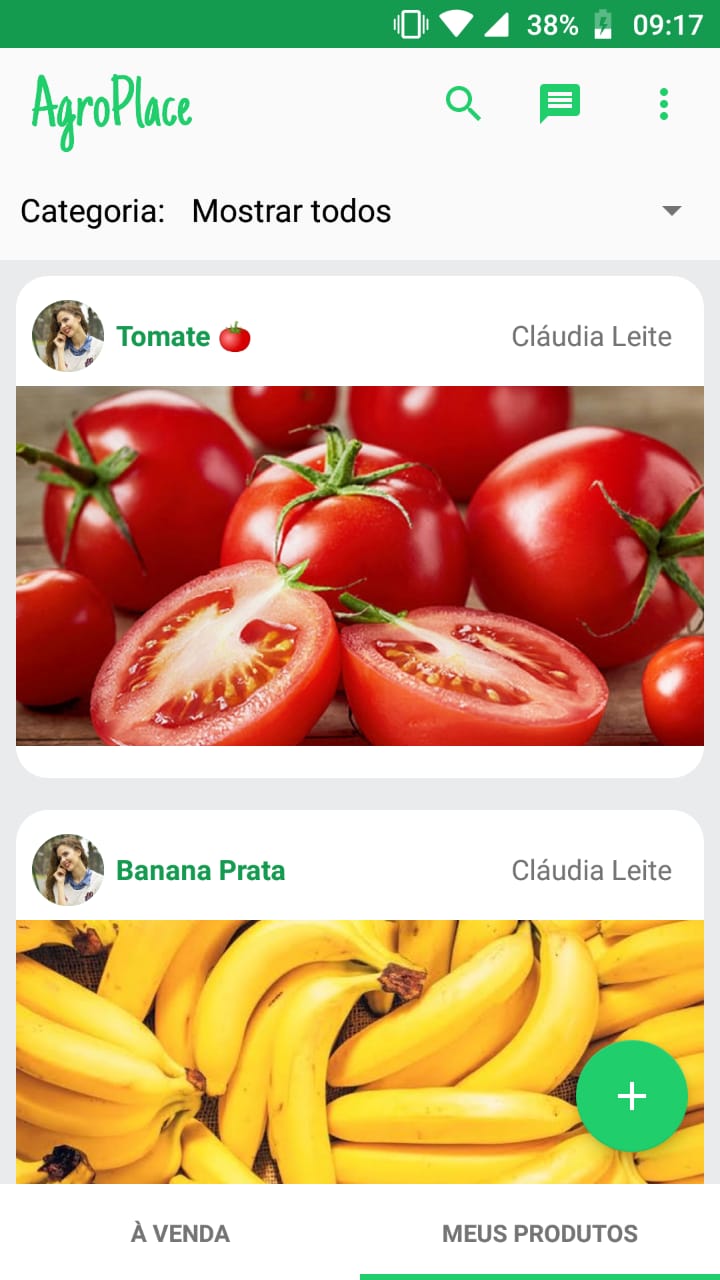 38% 09:17
AgroPlace
Categoria: Mostrar todos
Tomate 🍅 Cláudia Leite
Banana Prata Cláudia Leite
+
À VENDA MEUS PRODUTOS